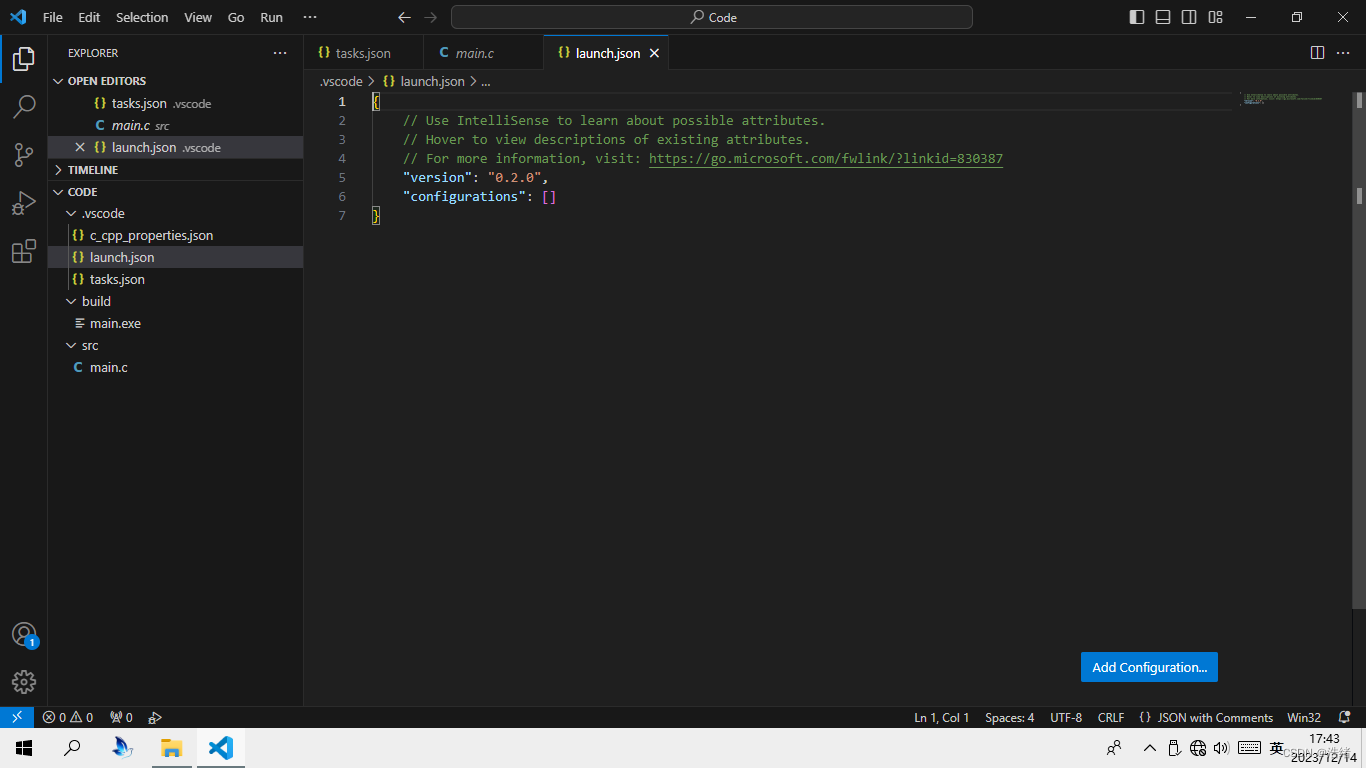 File Edit Selection View Go Run ···
Code
EXPLORER ···
OPEN EDITORS
{} tasks.json .vscode
C main.c src
{} launch.json .vscode
TIMELINE
CODE
.vscode
{} c_cpp_properties.json
{} launch.json
{} tasks.json
build
main.exe
src
C main.c
1
{} tasks.json
C main.c
{} launch.json
.vscode > {} launch.json > ...
1 {
2 // Use IntelliSense to learn about possible attributes.
3 // Hover to view descriptions of existing attributes.
4 // For more information, visit: https://go.microsoft.com/fwlink/?linkid=830387
5 "version": "0.2.0",
6 "configurations": []
7 }
Add Configuration...
0 0 0
Ln 1, Col 1 Spaces: 4 UTF-8 CRLF {} JSON with Comments Win32
英
17:43
2023/12/14